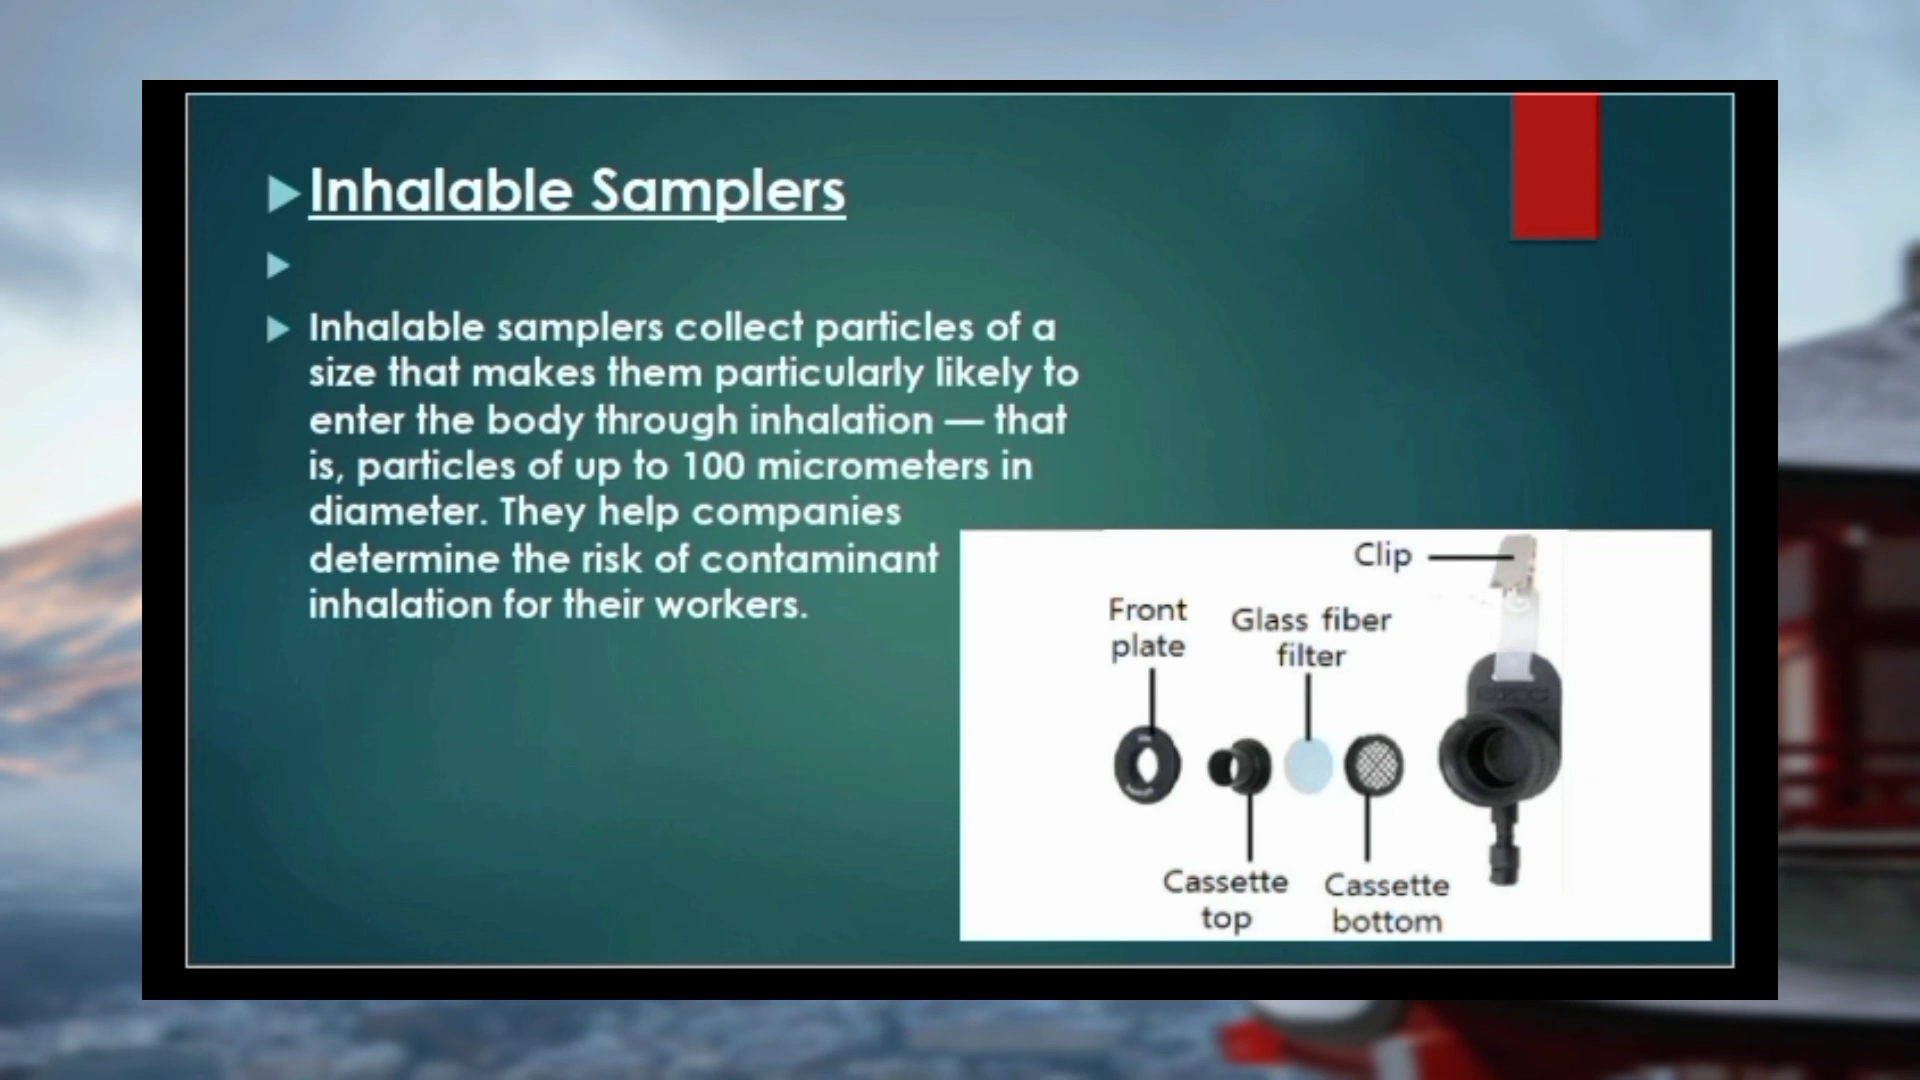 Inhalable Samplers
Inhalable samplers collect particles of a
size that makes them particularly likely to
enter the body through inhalation — that
is, particles of up to 100 micrometers in
diameter. They help companies
determine the risk of contaminant
inhalation for their workers.
Clip
Front
plate
Glass fiber
filter
Cassette
top
Cassette
bottom